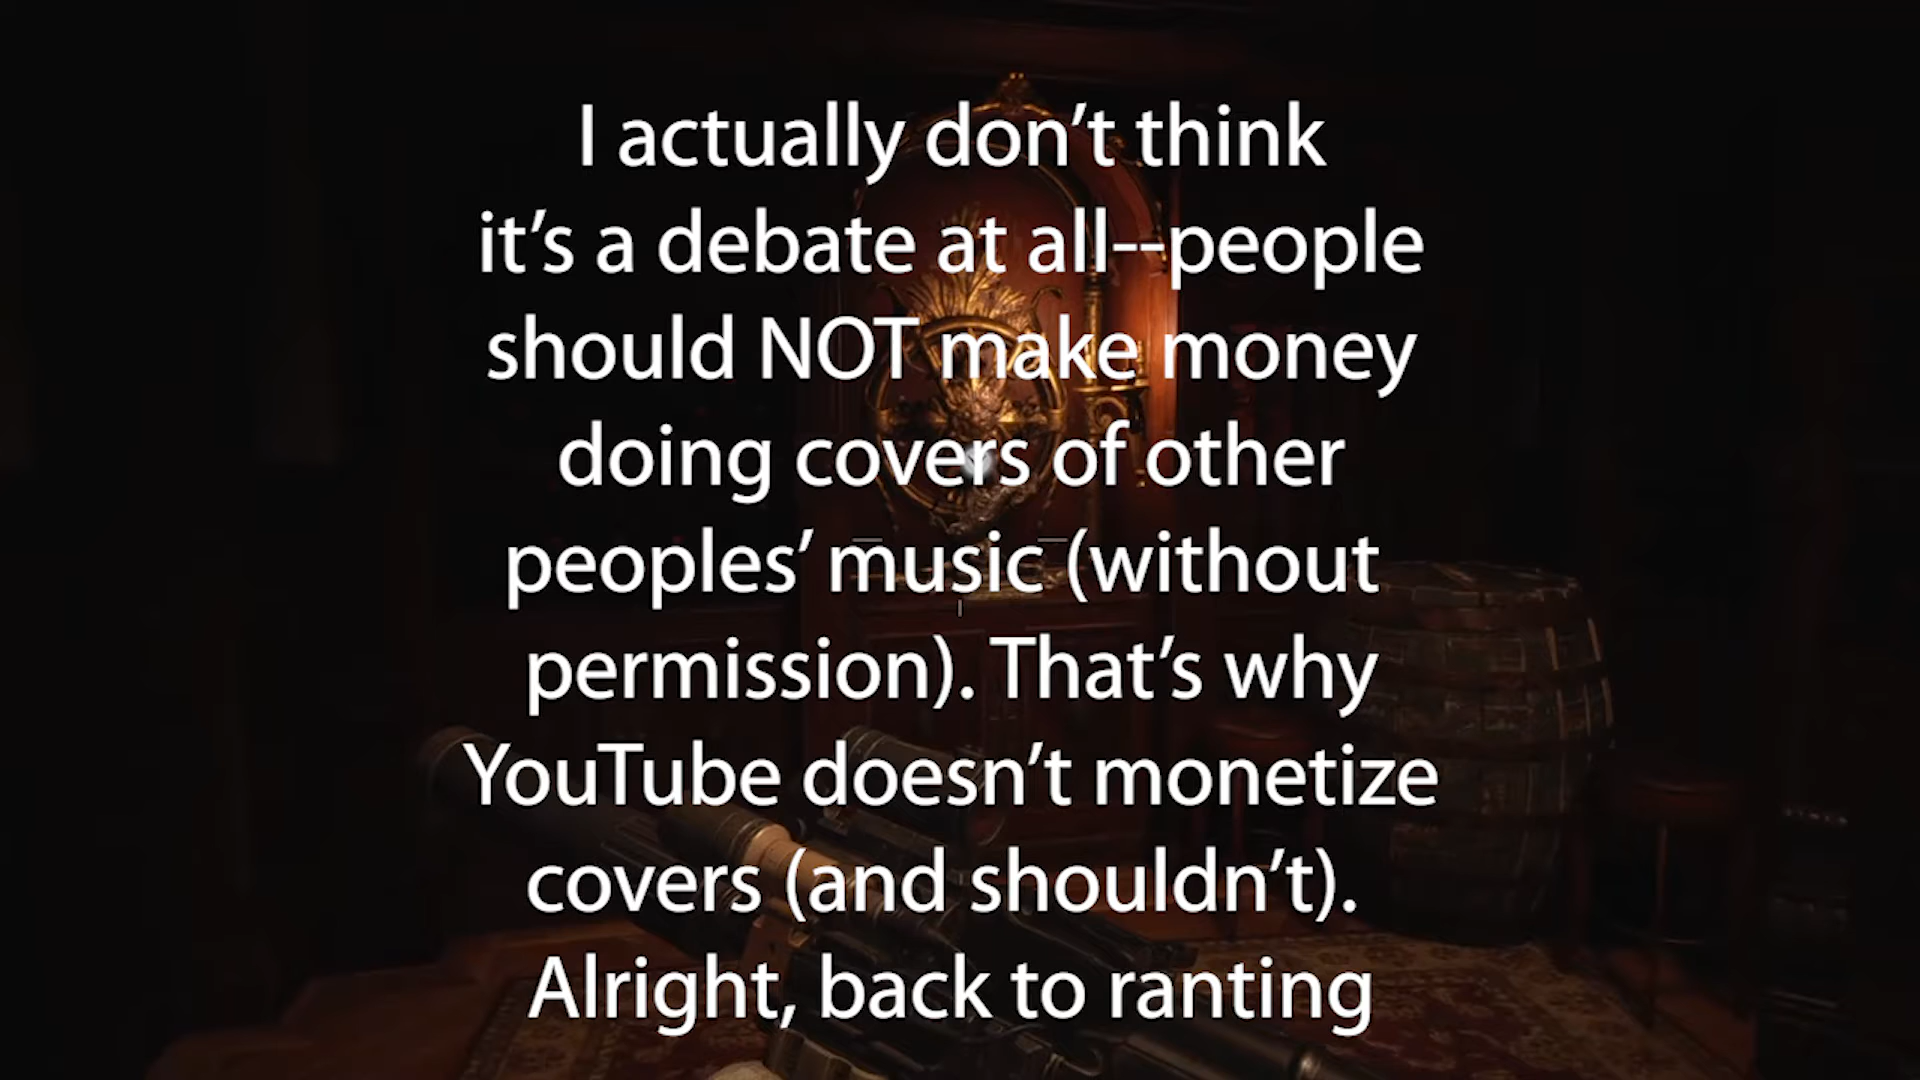 I actually don’t think
it’s a debate at all--people
should NOT make money
doing covers of other
peoples’ music (without
permission). That’s why
YouTube doesn’t monetize
covers (and shouldn’t).
Alright, back to ranting